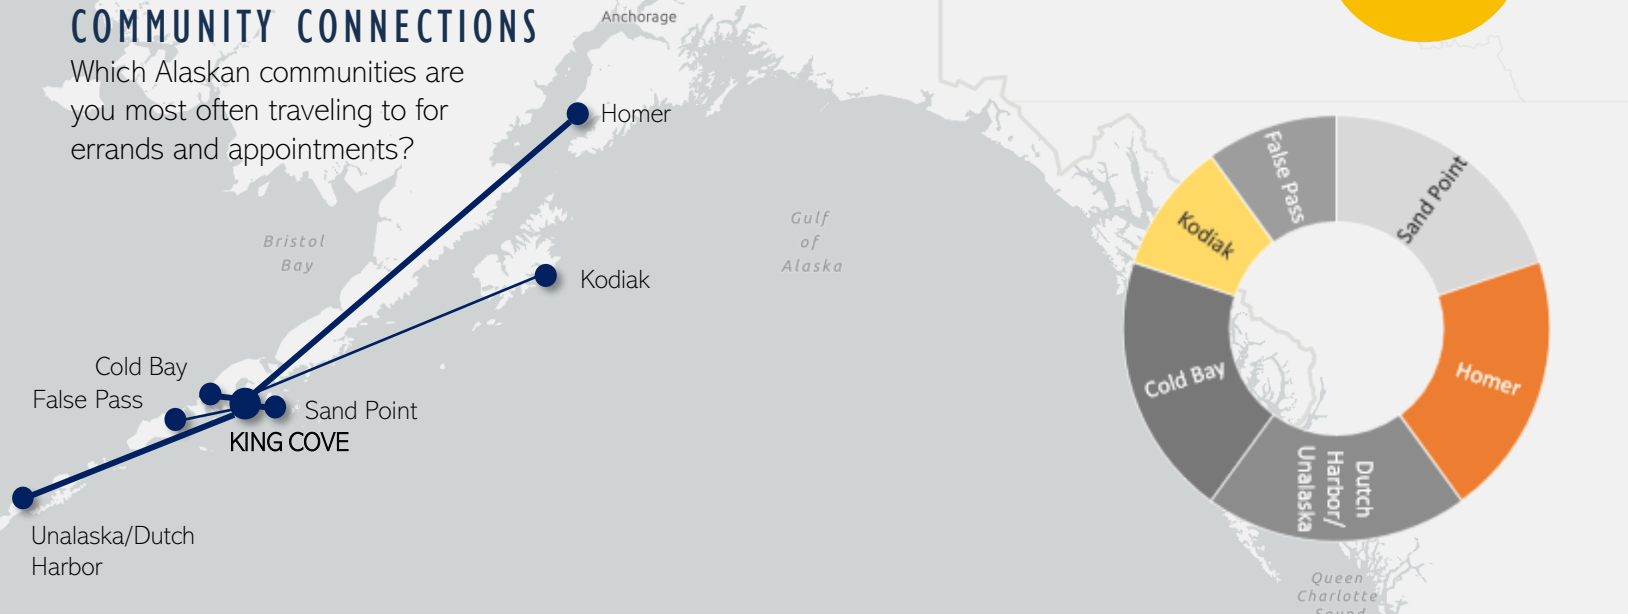 COMMUNITY CONNECTIONS
Which Alaskan communities are
you most often traveling to for
errands and appointments?
Anchorage
Homer
Bristol
Bay
Gulf
of
Alaska
Kodiak
Cold Bay
False Pass
Sand Point
KING COVE
Unalaska/Dutch
Harbor
False Pass
Sand Point
Kodiak
Homer
Cold Bay
Dutch
Harbor/
Unalaska
Queen
Charlotte
Sound